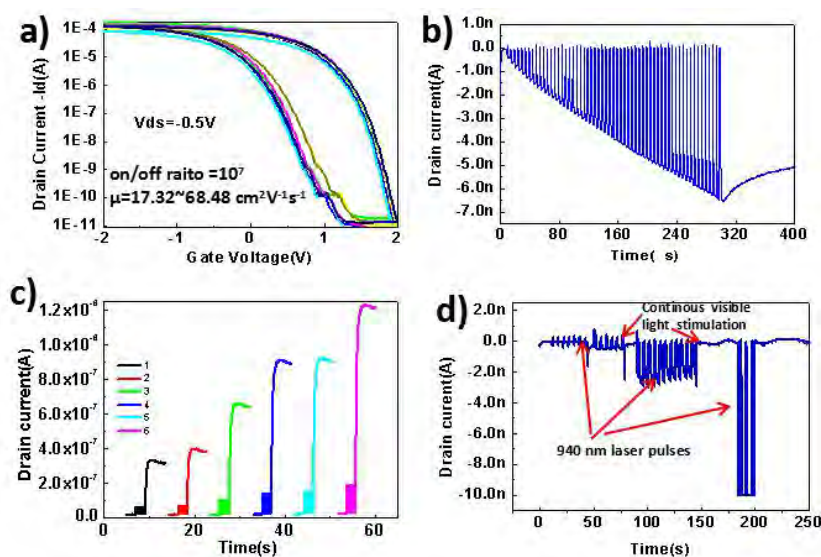 a)
1E-4
1E-5
1E-6
1E-7
1E-8
1E-9
1E-10
1E-11
Drain Current -Id(A)
Vds=-0.5V
on/off raito =10⁷
μ=17.32~68.48 cm²V⁻¹s⁻¹
-2 -1 0 1 2
Gate Voltage(V)
b)
1.0n
0.0
-1.0n
-2.0n
-3.0n
-4.0n
-5.0n
-6.0n
-7.0n
Drain current(A)
0 80 160 240 320 400
Time( s)
c)
1.2x10⁻⁶
1.0x10⁻⁶
8.0x10⁻⁷
6.0x10⁻⁷
4.0x10⁻⁷
2.0x10⁻⁷
0.0
Drain current(A)
1
2
3
4
5
6
0 20 40 60
Time(s)
d)
2.0n
0.0
-2.0n
-4.0n
-6.0n
-8.0n
-10.0n
Drain current(A)
Continous visible
light stimulation
940 nm laser pulses
0 50 100 150 200 250
Time(s)